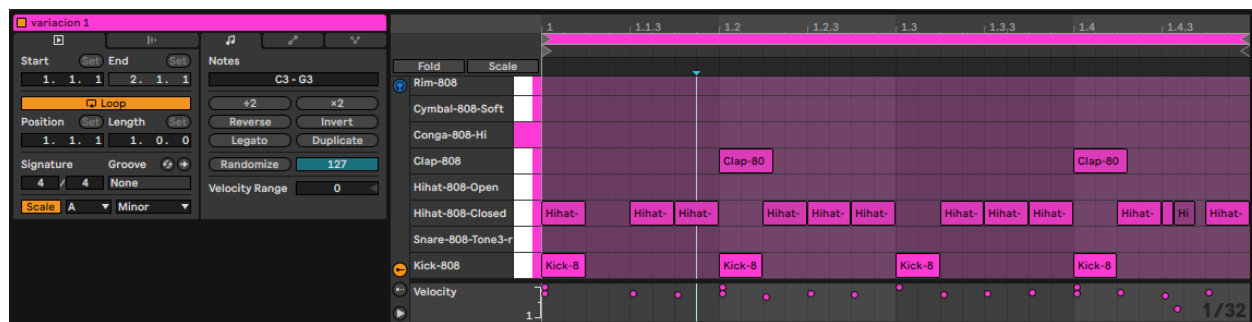 variacion 1
Start Set End Set
1. 1. 1 2. 1. 1
Loop
Position Set Length Set
1. 1. 1 1. 0. 0
Signature Groove
4 / 4 None
Scale A Minor
Notes
C3 - G3
÷2 ×2
Reverse Invert
Legato Duplicate
Randomize 127
Velocity Range 0
1 1.1.3 1.2 1.2.3 1.3 1.3.3 1.4 1.4.3
Fold Scale
Rim-808
Cymbal-808-Soft
Conga-808-Hi
Clap-808 Clap-80 Clap-80
Hihat-808-Open
Hihat-808-Closed Hihat- Hihat- Hihat- Hihat- Hihat- Hihat- Hihat- Hihat- Hihat- Hihat- Hi Hihat-
Snare-808-Tone3-r
Kick-808 Kick-8 Kick-8 Kick-8 Kick-8
Velocity
1
1/32